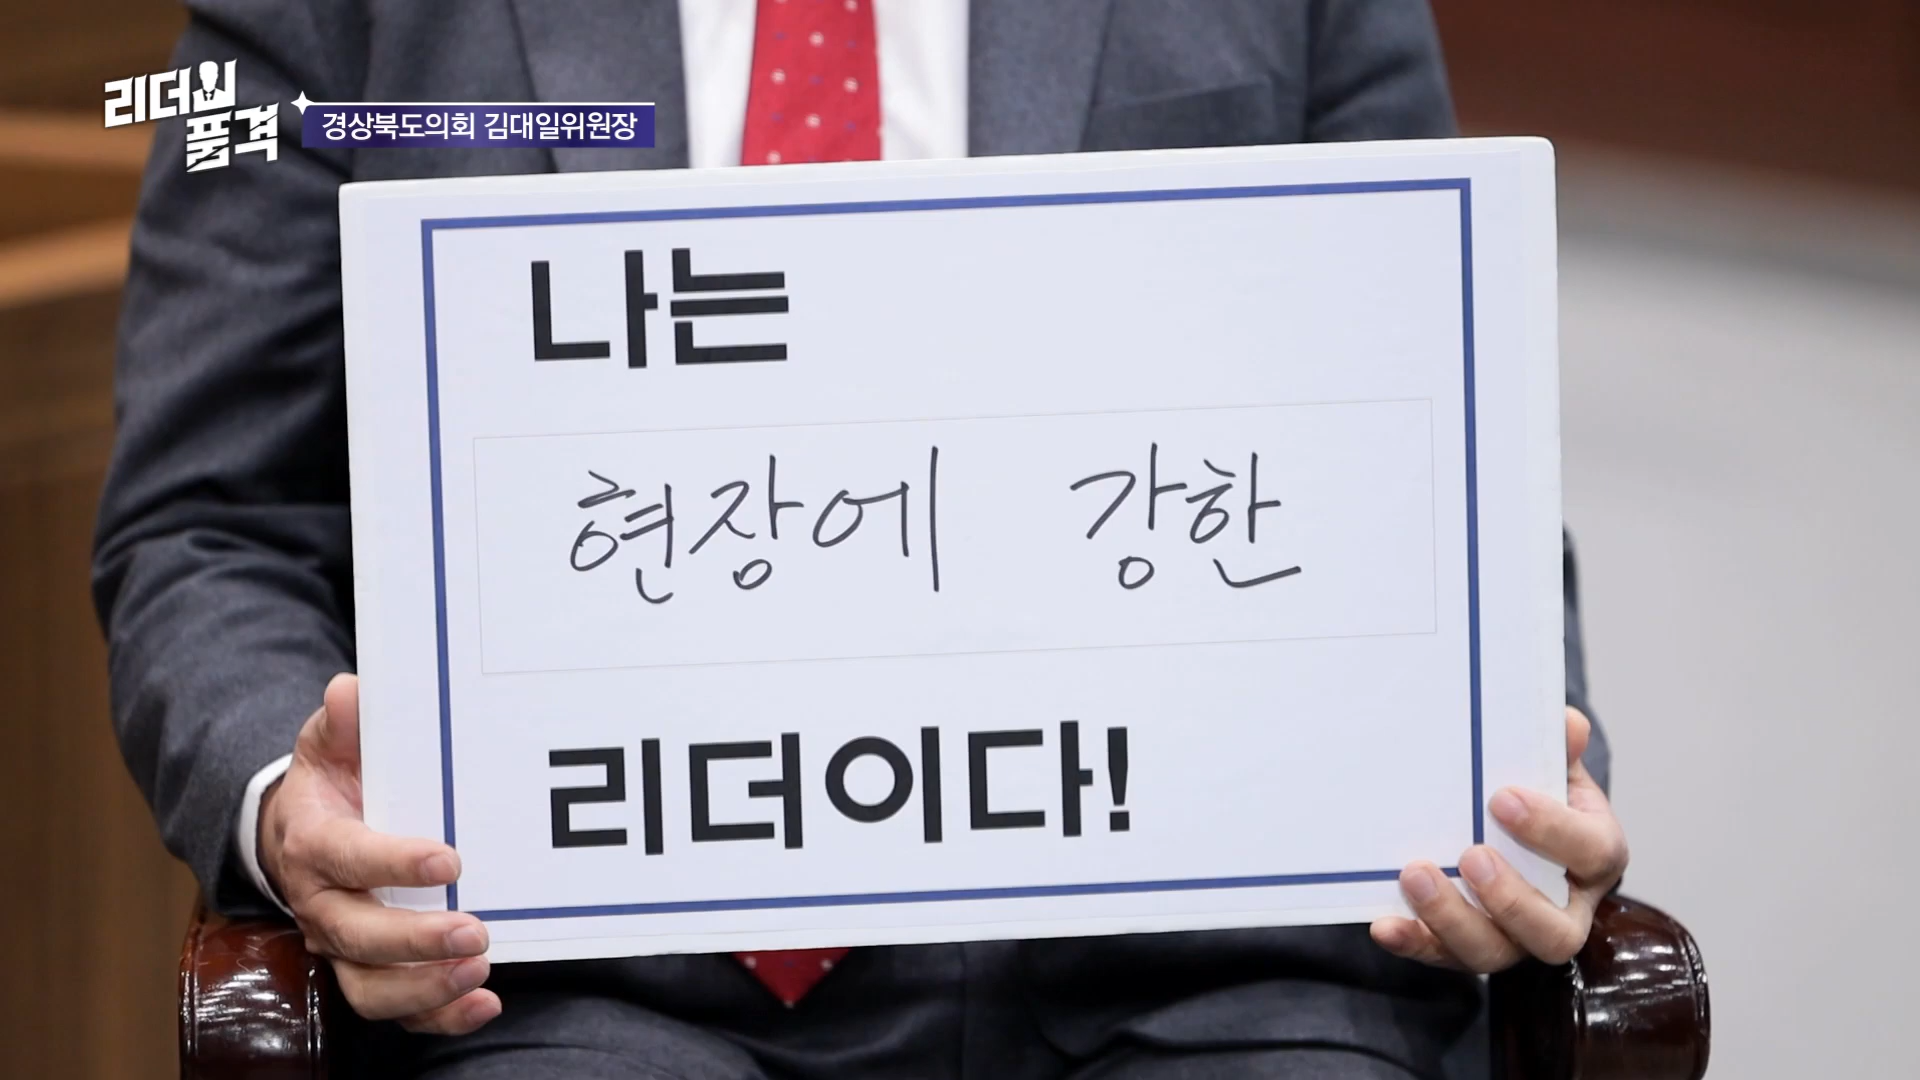 리더의
품격
경상북도의회 김대일위원장
나는
현장에 강한
리더이다!